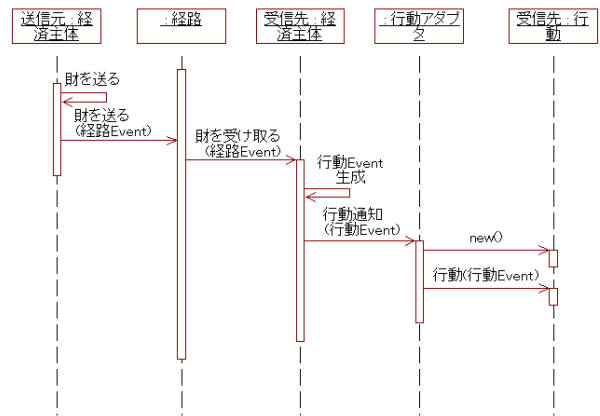 送信元 : 経
済主体
: 経路
受信先 : 経
済主体
: 行動アダプ
タ
受信先 : 行
動
財を送る
財を送る
(経路Event)
財を受け取る
(経路Event)
行動Event
生成
行動通知
(行動Event)
new()
行動(行動Event)